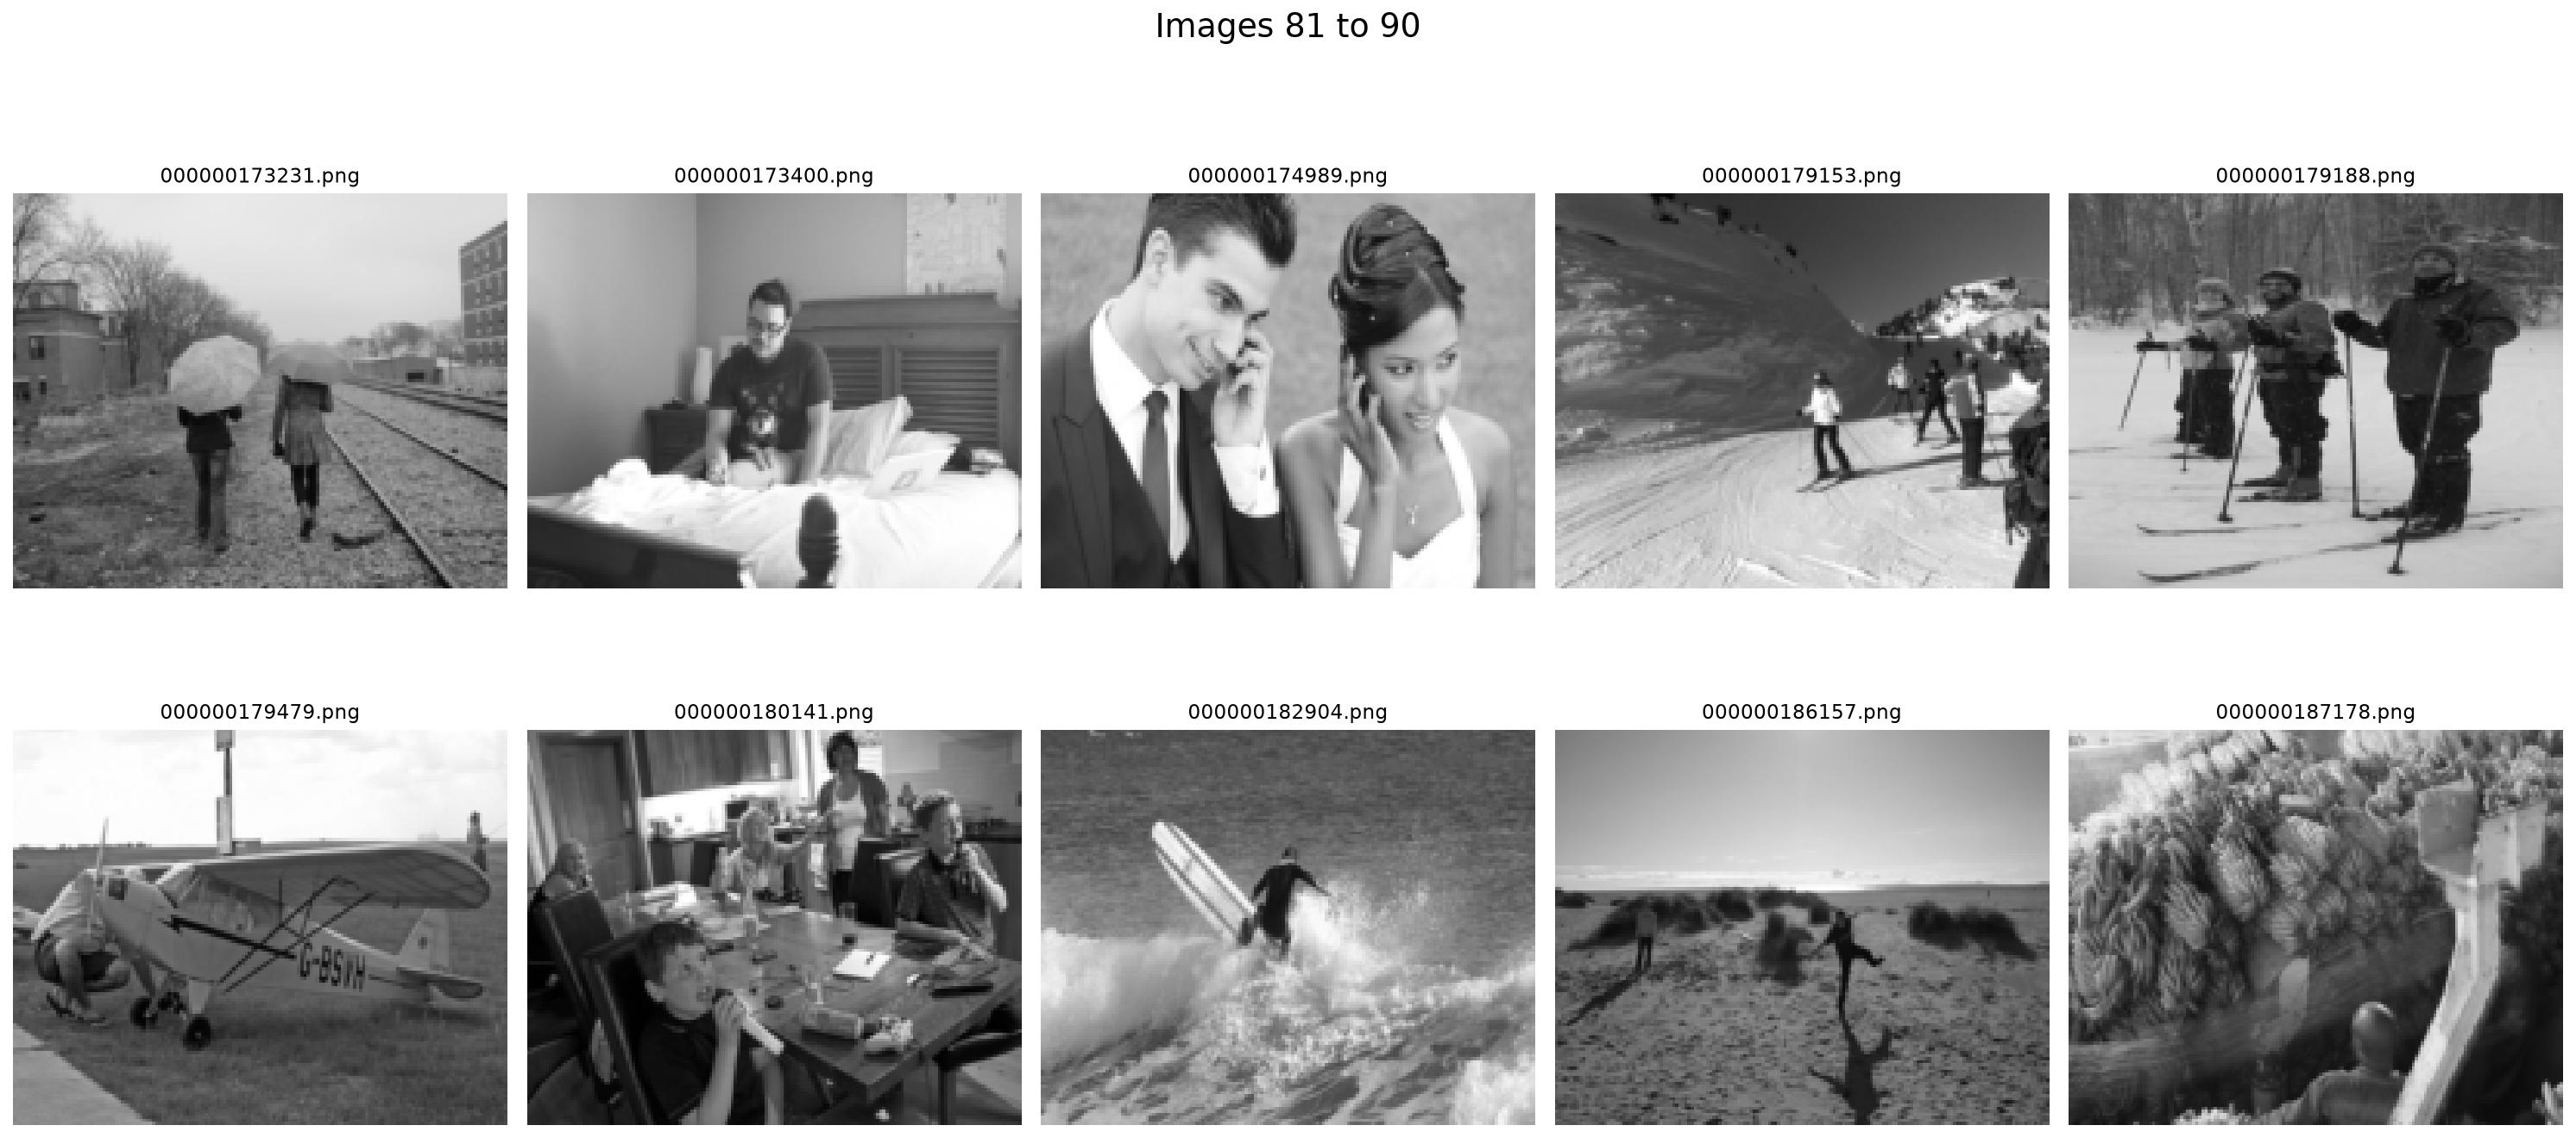 Images 81 to 90
000000173231.png
000000173400.png
000000174989.png
000000179153.png
000000179188.png
000000179479.png
000000180141.png
000000182904.png
000000186157.png
000000187178.png
G-BSVH